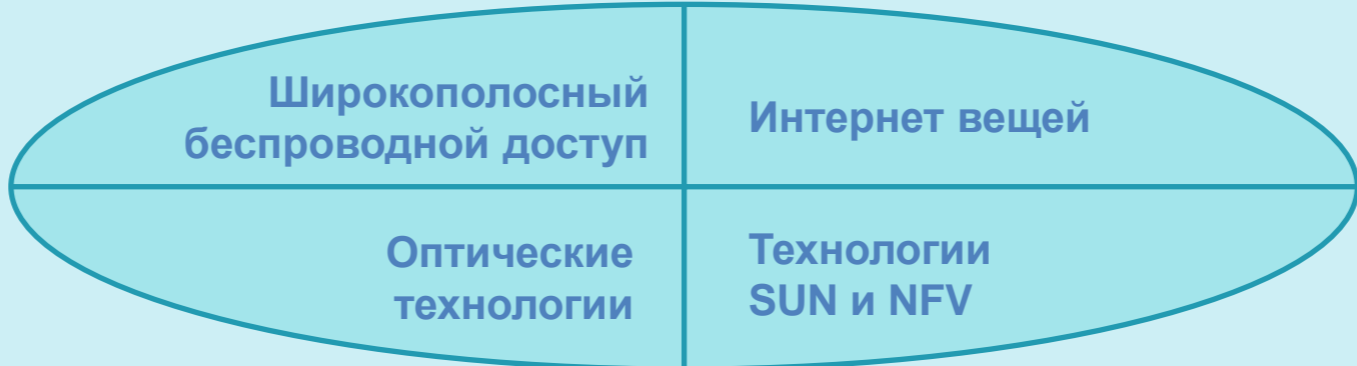 Широкополосный
беспроводной доступ
Интернет вещей
Оптические
технологии
Технологии
SUN и NFV